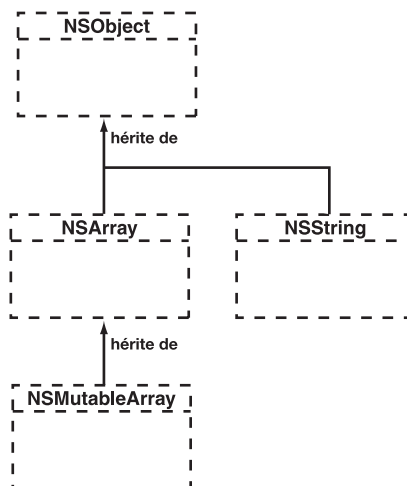 NSObject
hérite de
NSArray
NSString
hérite de
NSMutableArray